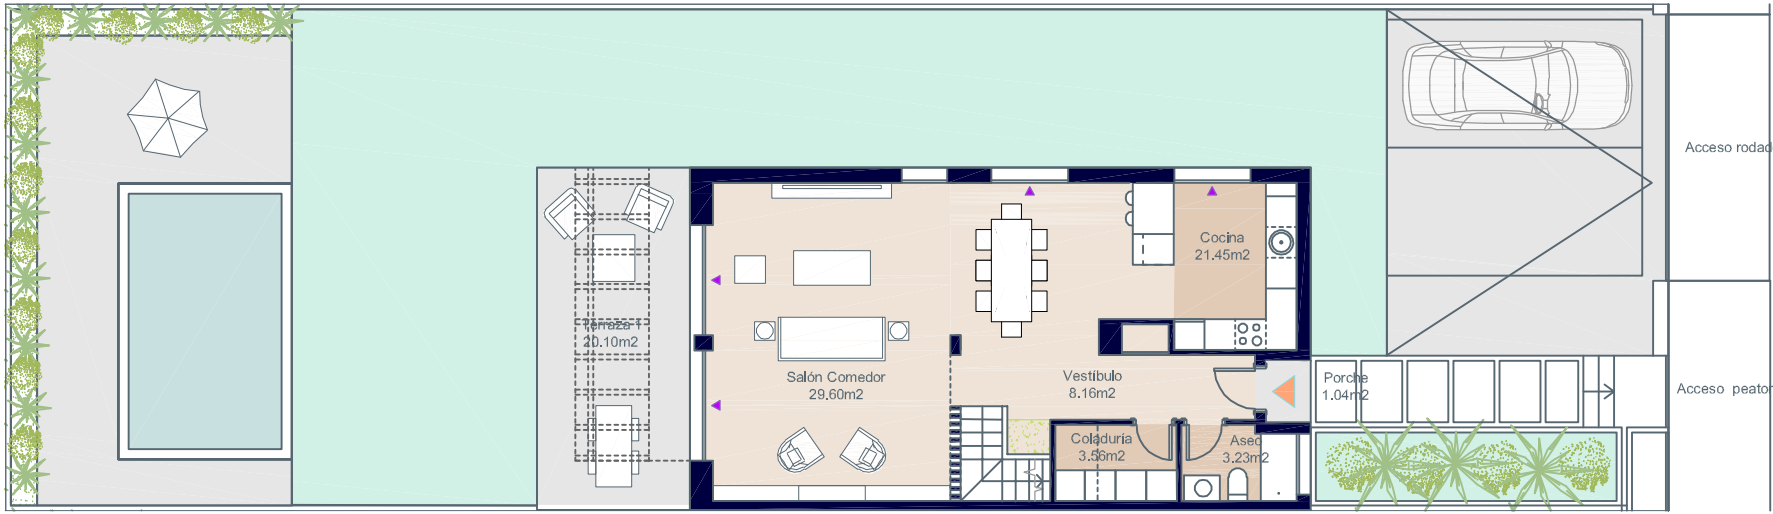 Acceso rodad
Cocina
21.45m2
Terraza 1
20.10m2
Salón Comedor
29.60m2
Vestíbulo
8.16m2
Porche
1.04m2
Acceso peator
Coladuría
3.56m2
Aseo
3.23m2